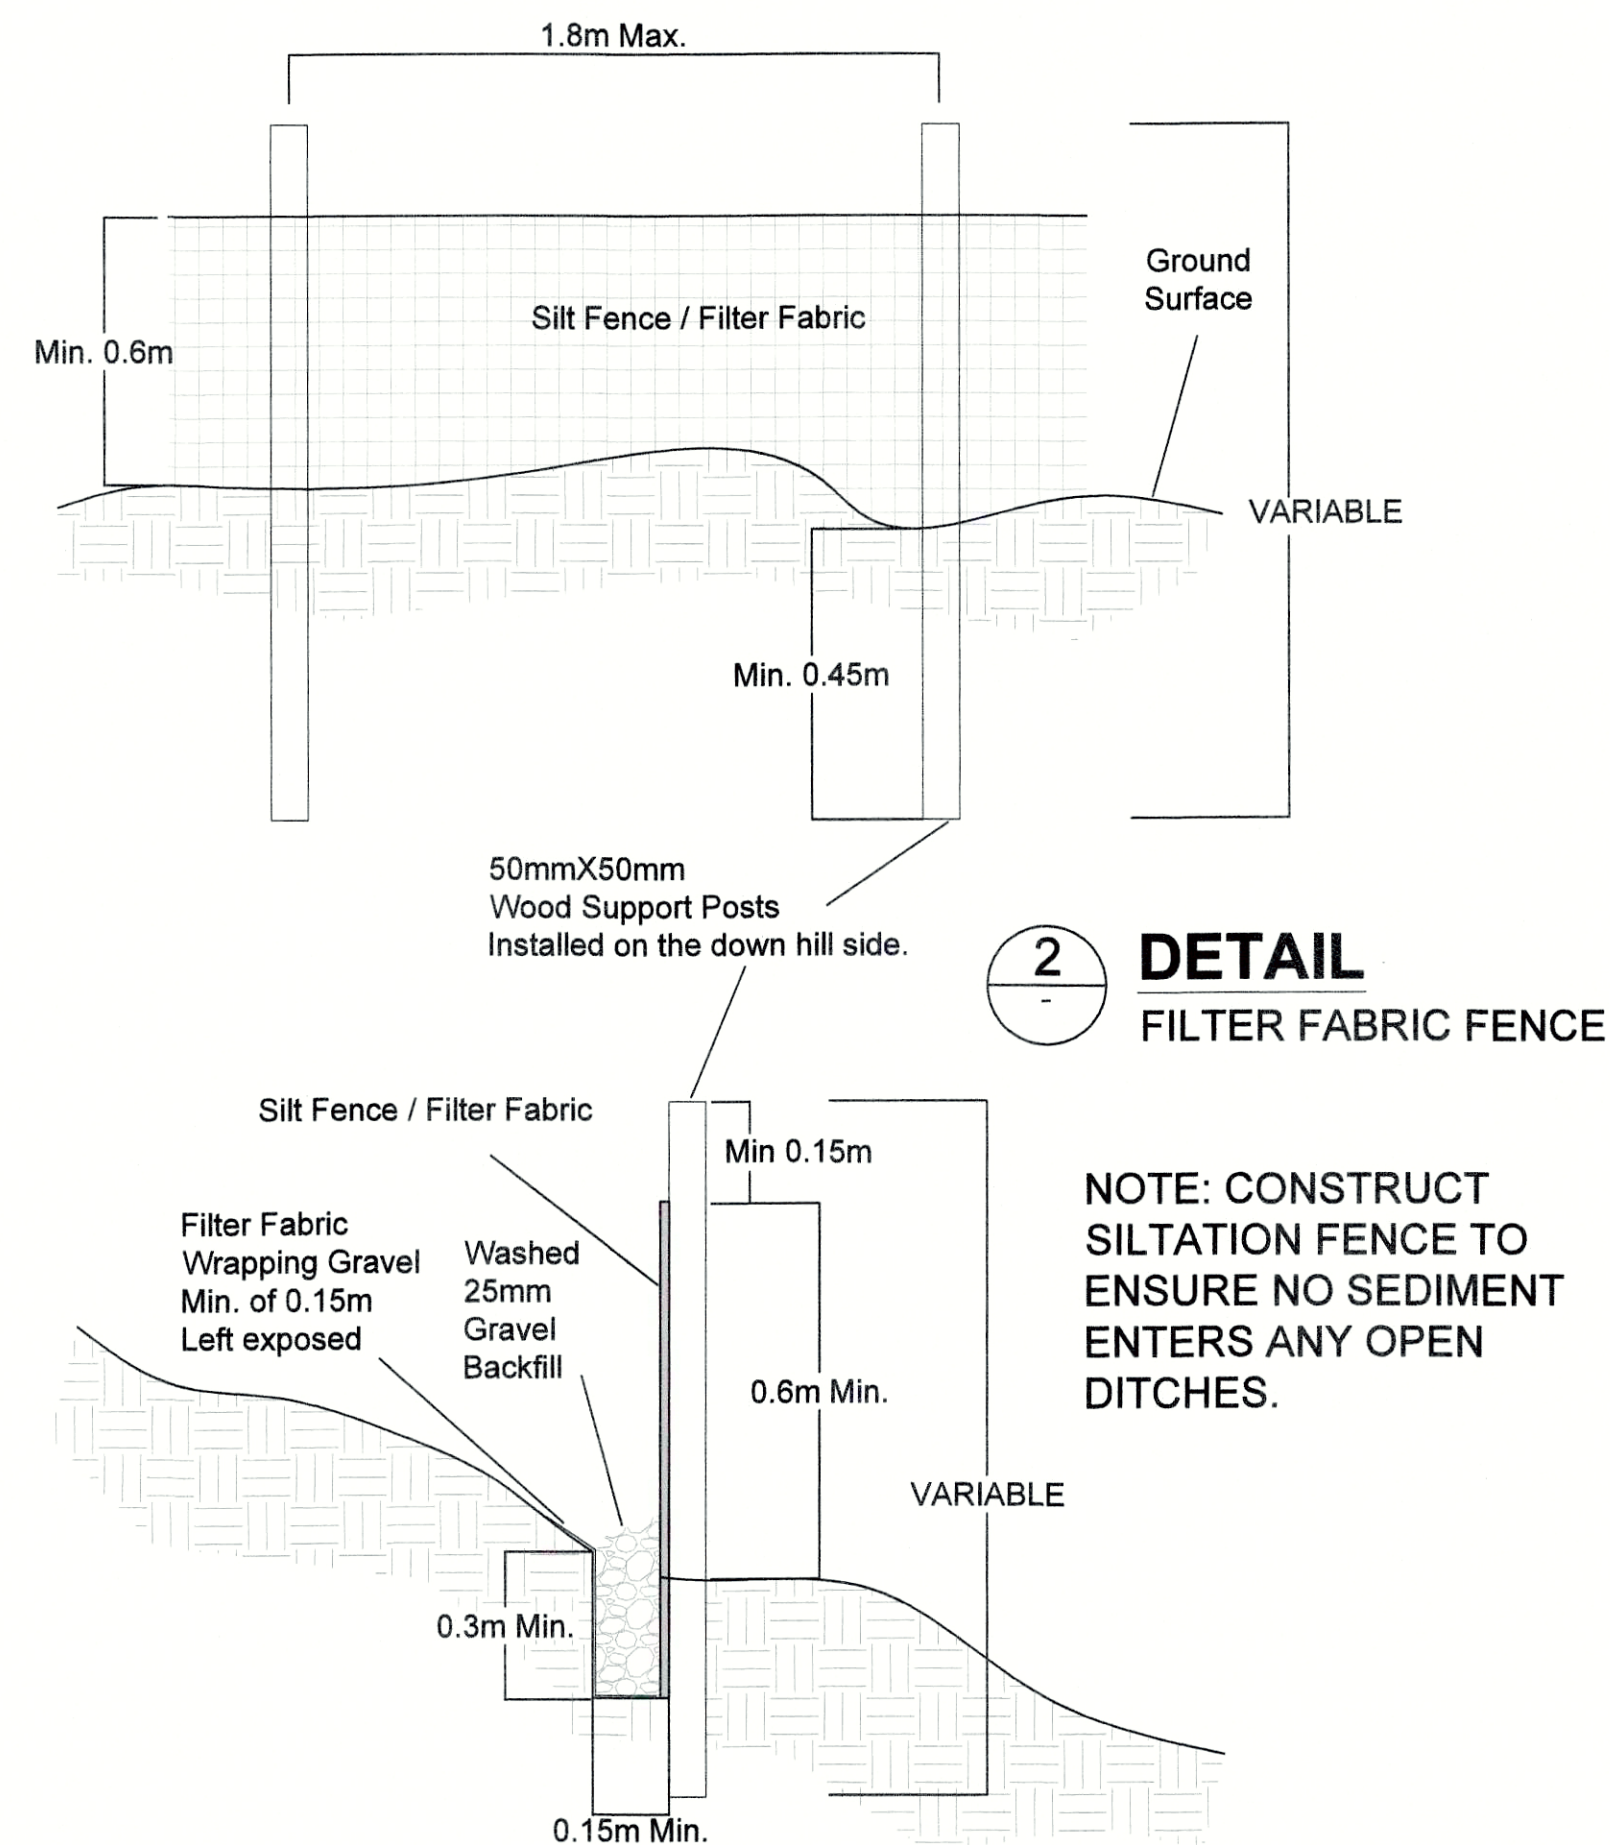 1.8m Max.
Ground
Surface
Silt Fence / Filter Fabric
Min. 0.6m
VARIABLE
Min. 0.45m
50mmX50mm
Wood Support Posts
Installed on the down hill side.
2
-
DETAIL
FILTER FABRIC FENCE
Silt Fence / Filter Fabric
Min 0.15m
Filter Fabric
Wrapping Gravel
Min. of 0.15m
Left exposed
Washed
25mm
Gravel
Backfill
0.6m Min.
NOTE: CONSTRUCT
SILTATION FENCE TO
ENSURE NO SEDIMENT
ENTERS ANY OPEN
DITCHES.
VARIABLE
0.3m Min.
0.15m Min.